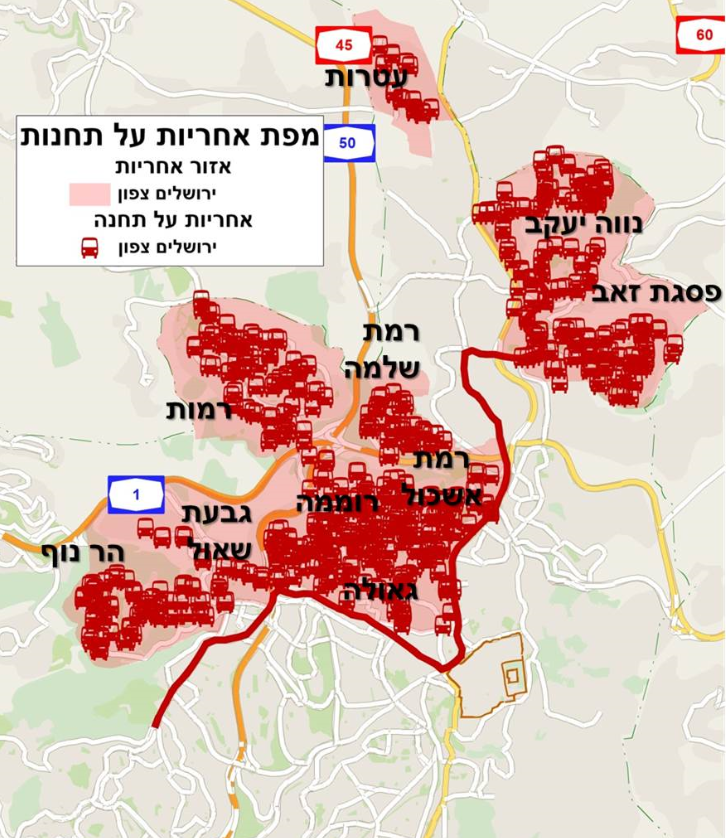 45
60
עטרות
מפת אחריות על תחנות
אזור אחריות
ירושלים צפון
אחריות על תחנה
ירושלים צפון
50
נווה יעקב
פסגת זאב
רמת
שלמה
רמות
רמת
אשכול
1
גבעת
שאול
רוממה
הר נוף
גאולה